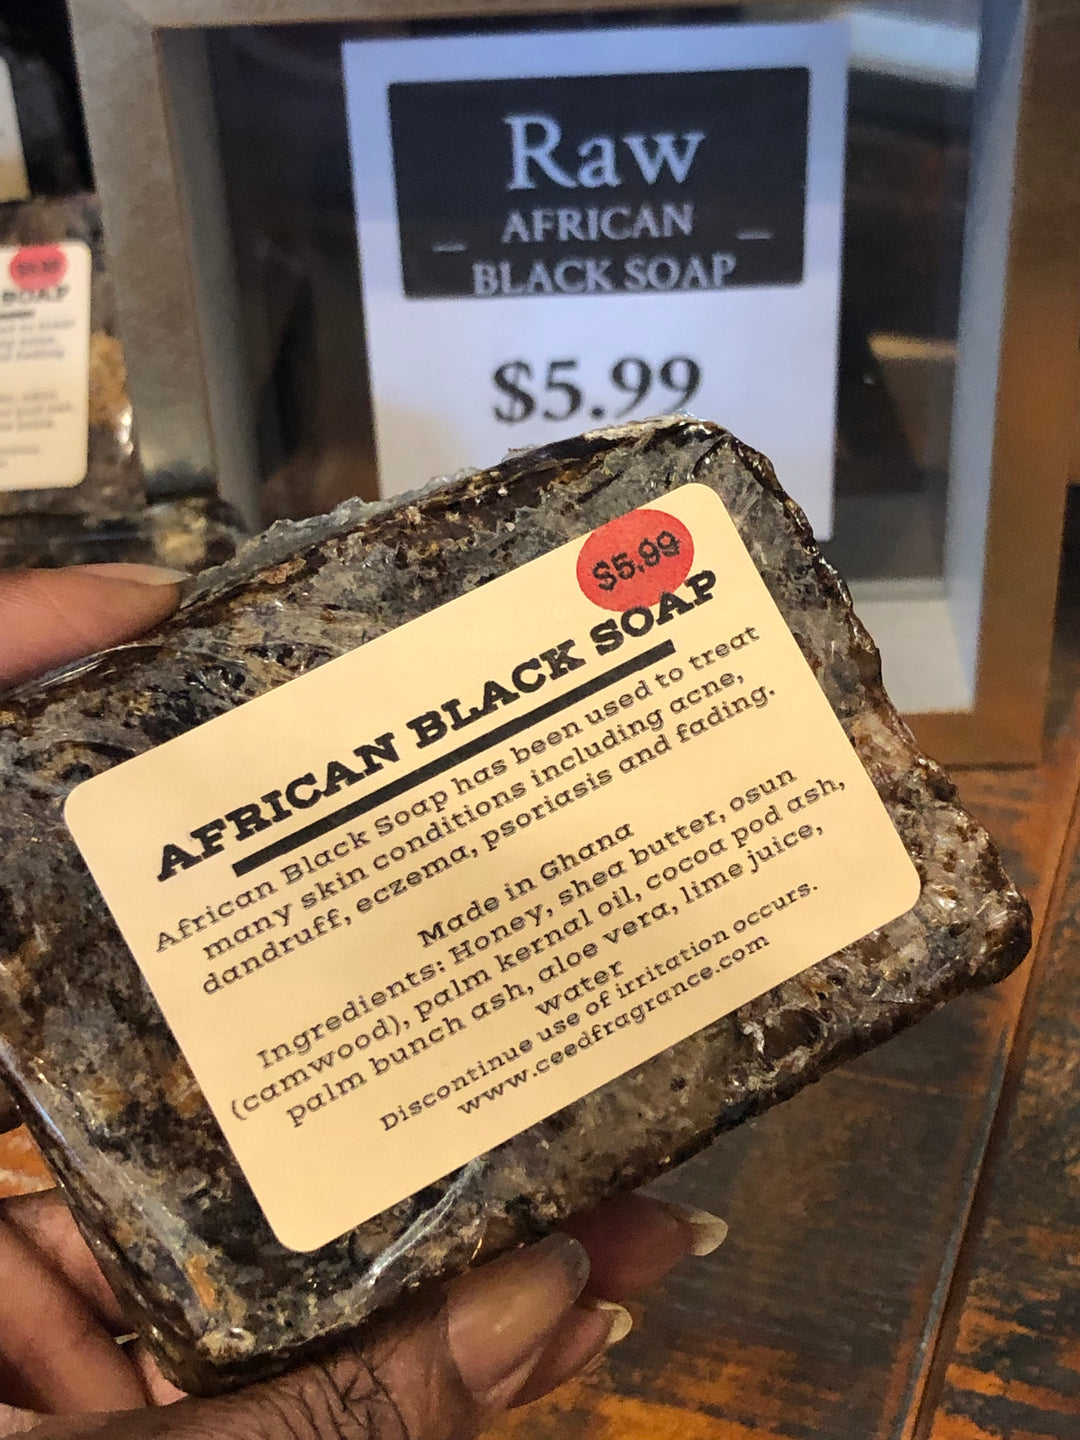 Raw
AFRICAN
BLACK SOAP
$5.99
SOAP
$5.99
AFRICAN BLACK SOAP
African Black Soap has been used to treat
many skin conditions including acne,
dandruff, eczema, psoriasis and fading.
Made in Ghana
Ingredients: Honey, shea butter, osun
(camwood), palm kernal oil, cocoa pod ash,
palm bunch ash, aloe vera, lime juice,
water
Discontinue use of irritation occurs.
www.ceedfragrance.com